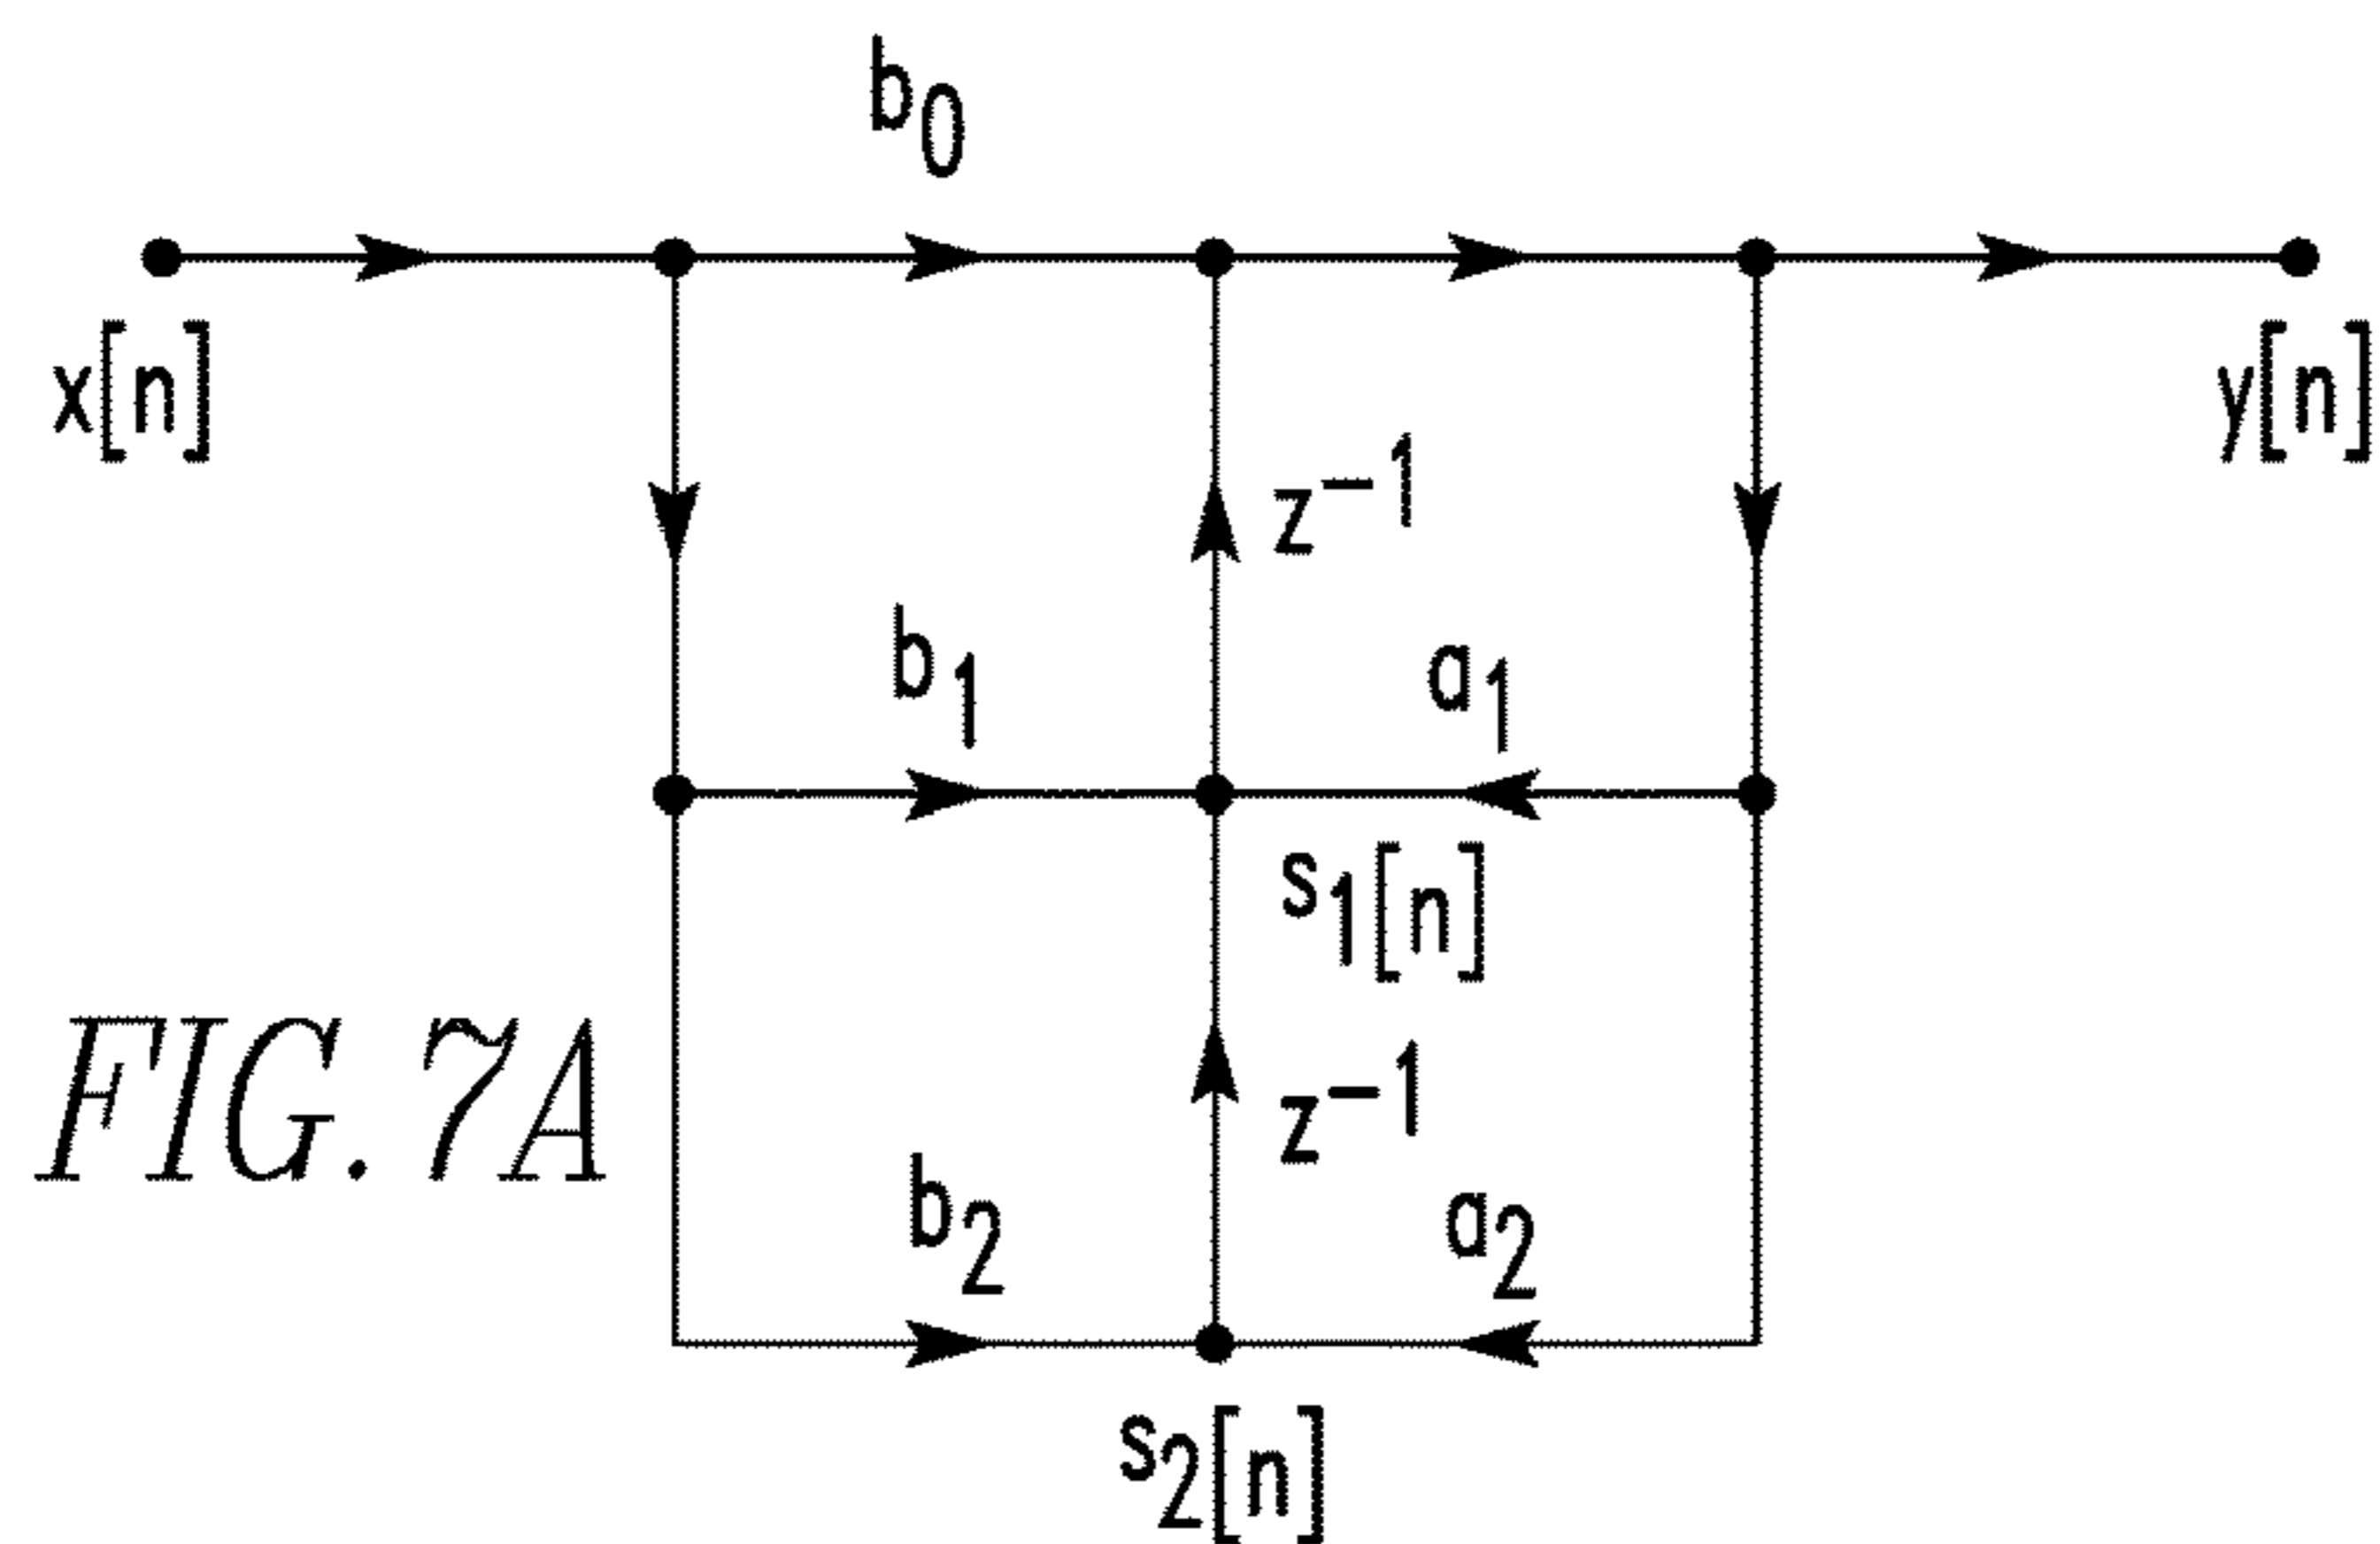 b0
x[n]
y[n]
z−1
b1
a1
s1[n]
FIG. 7A
z−1
b2
a2
s2[n]